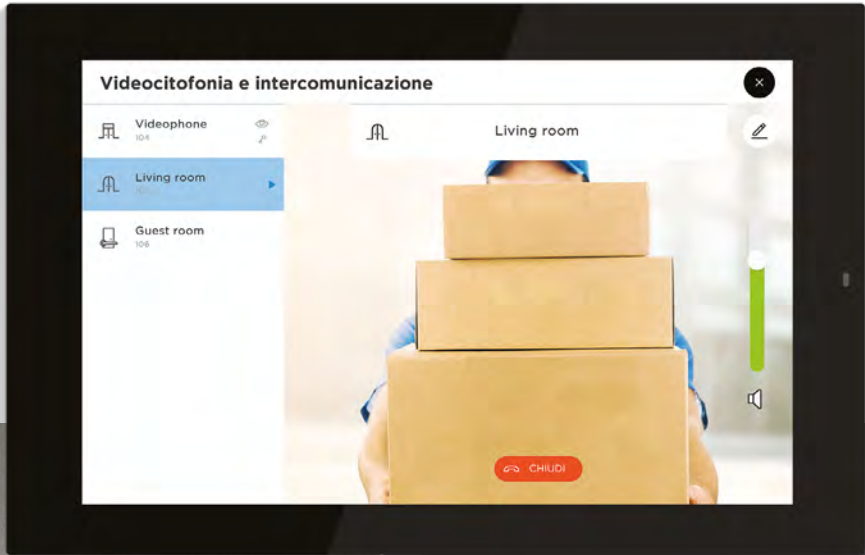 Videocitofonia e intercomunicazione
Videophone
104
Living room
Living room
Guest room
106
CHIUDI